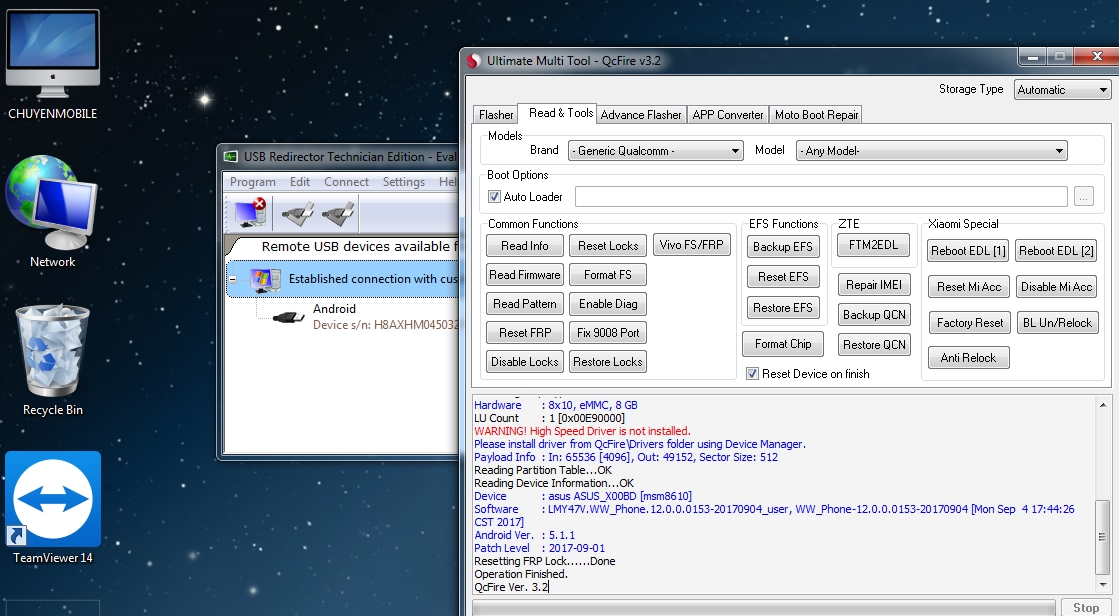 CHUYENMOBILE
Network
Recycle Bin
TeamViewer 14
USB Redirector Technician Edition - Eval
Program Edit Connect Settings Hel
Remote USB devices available f
Established connection with cus
Android
Device s/n: H8AXHM045032
Ultimate Multi Tool - QcFire v3.2
Storage Type Automatic
Flasher Read & Tools Advance Flasher APP Converter Moto Boot Repair
Models
Brand - Generic Qualcomm - Model - Any Model-
Boot Options
Auto Loader ...
Common Functions
Read Info Reset Locks Vivo FS/FRP
Read Firmware Format FS
Read Pattern Enable Diag
Reset FRP Fix 9008 Port
Disable Locks Restore Locks
EFS Functions
Backup EFS
Reset EFS
Restore EFS
Format Chip
Reset Device on finish
ZTE
FTM2EDL
Repair IMEI
Backup QCN
Restore QCN
Xiaomi Special
Reboot EDL [1] Reboot EDL [2]
Reset Mi Acc Disable Mi Acc
Factory Reset BL Un/Relock
Anti Relock
Hardware : 8x10, eMMC, 8 GB
LU Count : 1 [0x00E90000]
WARNING! High Speed Driver is not installed.
Please install driver from QcFire\Drivers folder using Device Manager.
Payload Info : In: 65536 [4096], Out: 49152, Sector Size: 512
Reading Partition Table...OK
Reading Device Information...OK
Device : asus ASUS_X00BD [msm8610]
Software : LMY47V.WW_Phone.12.0.0.0153-20170904_user, WW_Phone-12.0.0.0153-20170904 [Mon Sep 4 17:44:26
CST 2017]
Android Ver. : 5.1.1
Patch Level : 2017-09-01
Resetting FRP Lock......Done
Operation Finished.
QcFire Ver. 3.2
Stop